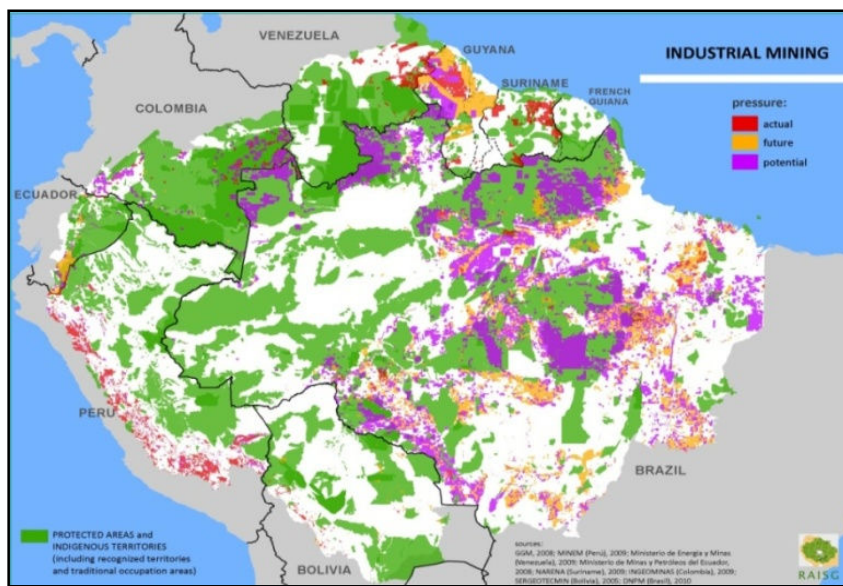 VENEZUELA
GUYANA
INDUSTRIAL MINING
SURINAME
FRENCH
GUIANA
COLOMBIA
pressure:
actual
future
potential
ECUADOR
PERU
BRAZIL
PROTECTED AREAS and
INDIGENOUS TERRITORIES
(including recognized territories
and traditional occupation areas)
BOLIVIA
sources:
GGM, 2008; MINEM (Perú), 2009; Ministerio de Energía y Minas
(Venezuela), 2009; Ministerio de Minas y Petróleos del Ecuador,
2008; NARENA (Suriname), 2009; INGEOMINAS (Colombia), 2009;
SERGEOTECMIN (Bolivia), 2005; DNPM (Brasil), 2010
RAISG